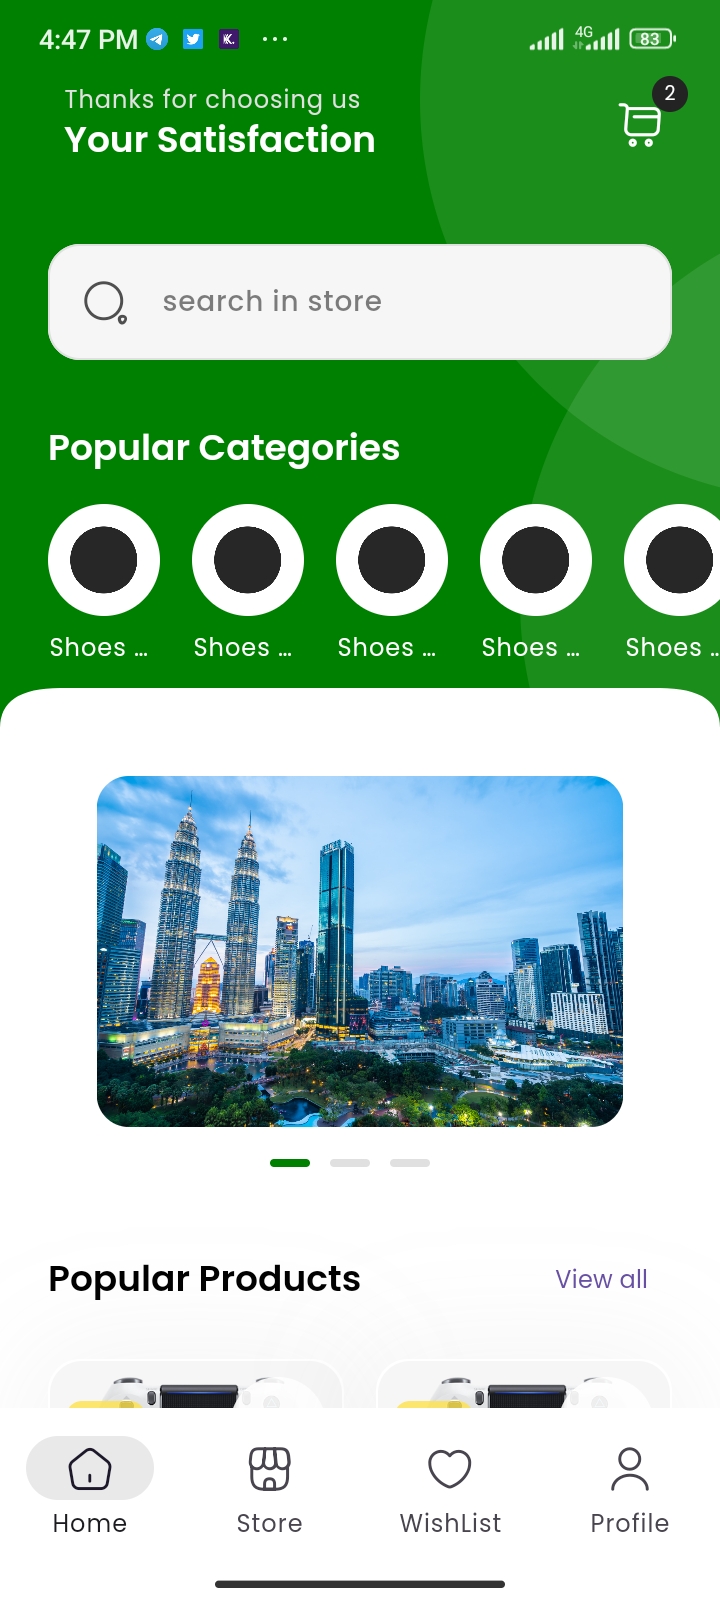 4:47 PM ... 4G 83
Thanks for choosing us
Your Satisfaction
2
search in store
Popular Categories
Shoes ... Shoes ... Shoes ... Shoes ... Shoes ..
Popular Products View all
Home Store WishList Profile